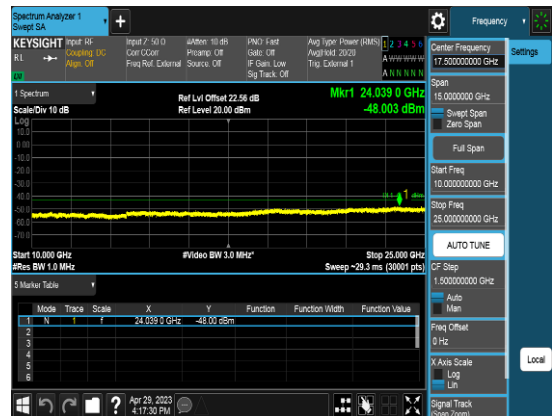 Spectrum Analyzer 1
Swept SA
+
Frequency
KEYSIGHT Input: RF Input Z: 50 Ω #Atten: 10 dB PNO: Fast Avg Type: Power (RMS) 1 2 3 4 5 6
RL Coupling: DC Corr CCorr Preamp: Off Gate: Off Avg|Hold: 20/20 A W W W W W
Align: Off Freq Ref: External Source: Off IF Gain: Low Trig: External 1
Sig Track: Off A N N N N N
1 Spectrum
Scale/Div 10 dB
Ref Lvl Offset 22.56 dB
Ref Level 20.00 dBm
Mkr1 24.039 0 GHz
-48.003 dBm
Log
10.0
0.00
-10.0
-20.0
-30.0
-40.0
-50.0
-60.0
-70.0
1
Start 10.000 GHz
#Res BW 1.0 MHz
#Video BW 3.0 MHz*
Stop 25.000 GHz
Sweep ~29.3 ms (30001 pts)
5 Marker Table
Mode Trace Scale X Y Function Function Width Function Value
1 N 1 f 24.039 0 GHz -48.00 dBm
2
3
4
5
6
Apr 29, 2023
4:17:30 PM
?
Center Frequency
17.500000000 GHz
Span
15.0000000 GHz
Swept Span
Zero Span
Full Span
Start Freq
10.000000000 GHz
Stop Freq
25.000000000 GHz
AUTO TUNE
CF Step
1.500000000 GHz
Auto
Man
Freq Offset
0 Hz
X Axis Scale
Log
Lin
Signal Track
(Span Zoom)
Settings
Local